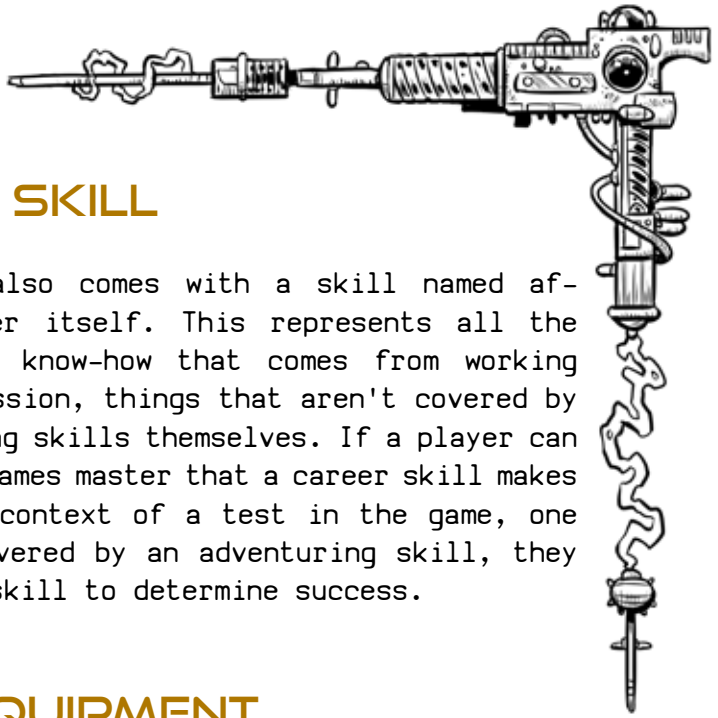 SKILL
also comes with a skill named af-
er itself. This represents all the
know-how that comes from working
ssion, things that aren't covered by
ng skills themselves. If a player can
ames master that a career skill makes
context of a test in the game, one
vered by an adventuring skill, they
skill to determine success.
QUIPMENT